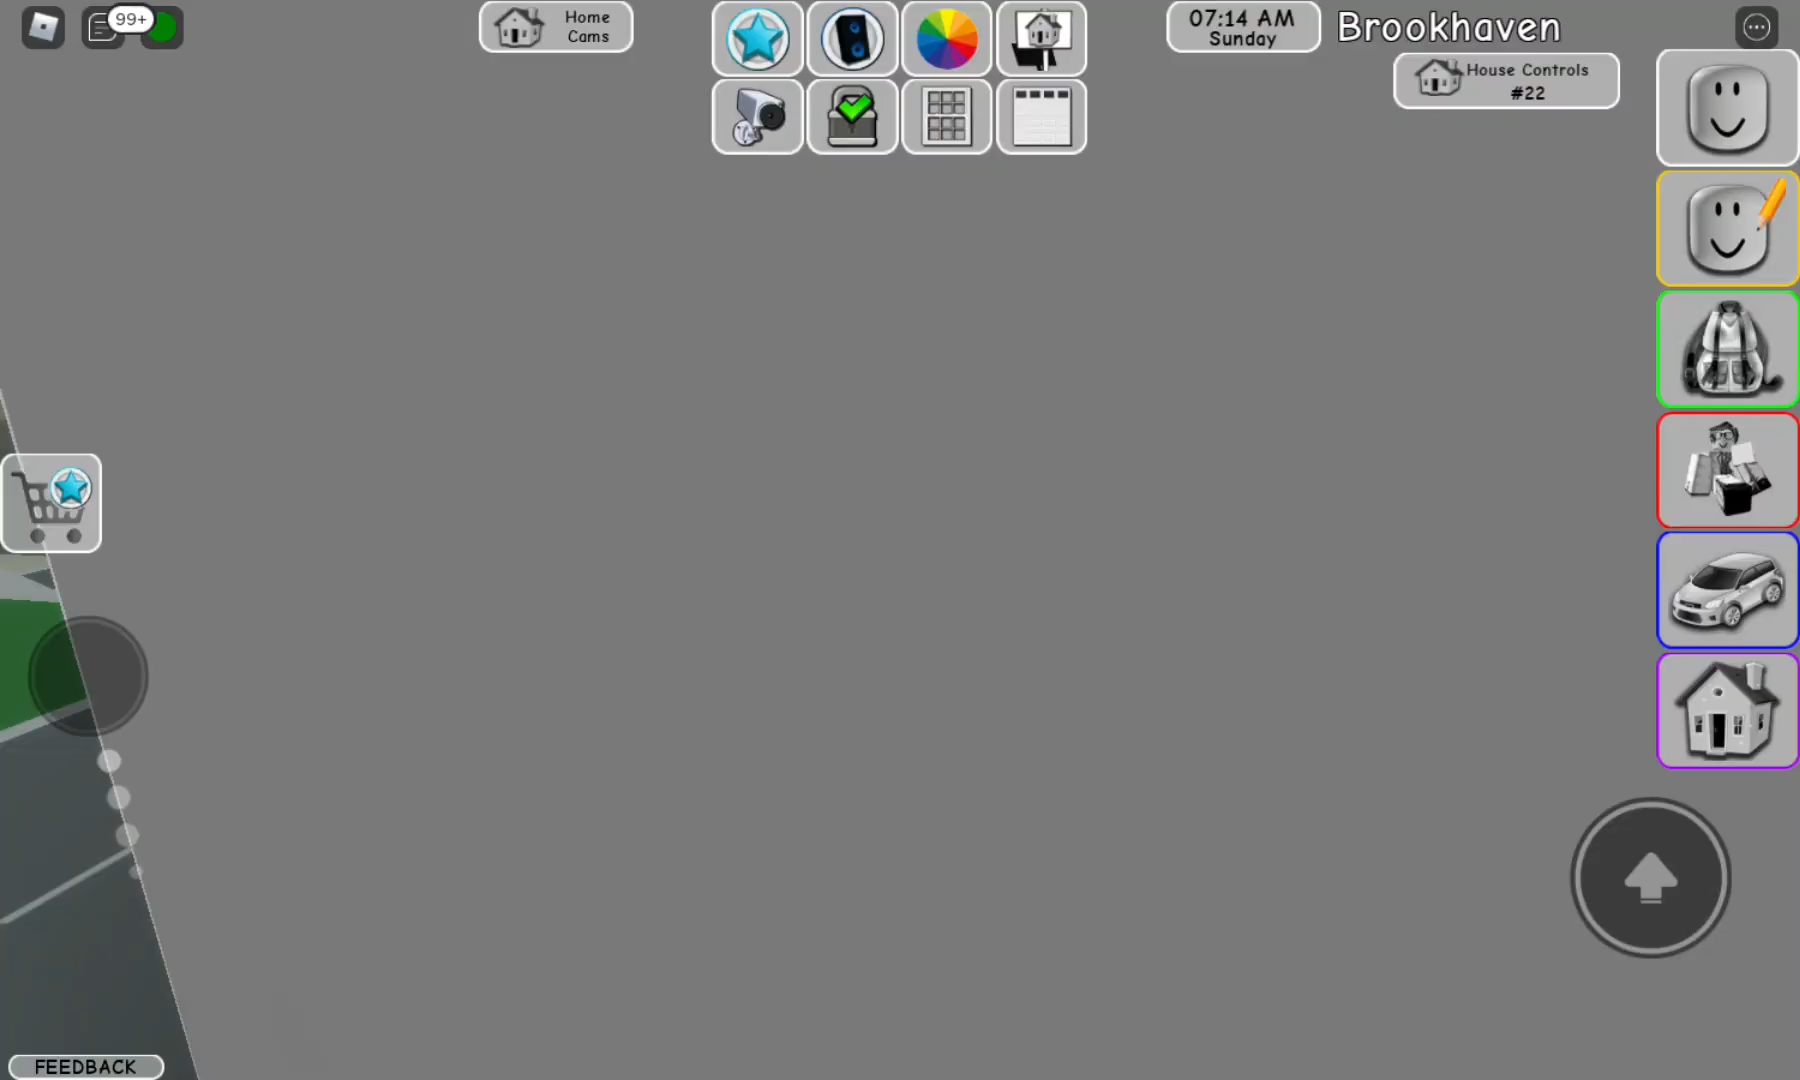 99+
Home
Cams
07:14 AM
Sunday
Brookhaven
House Controls
#22
FEEDBACK